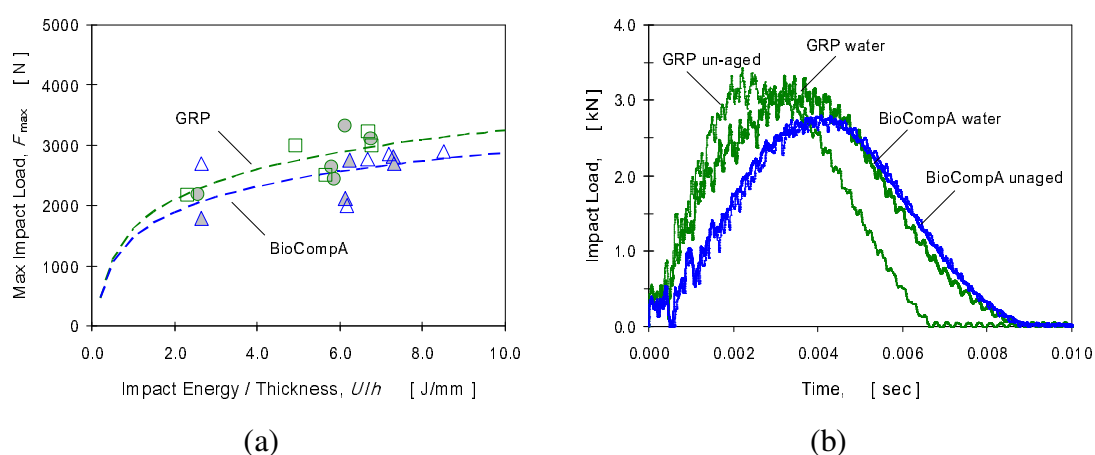 5000
4000
3000
2000
1000
0
Max Impact Load, Fmax [ N ]
GRP
BioCompA
0.0 2.0 4.0 6.0 8.0 10.0
Impact Energy / Thickness, U/h [ J/mm ]
(a)
4.0
3.0
2.0
1.0
0.0
Impact Load, [ kN ]
GRP un-aged
GRP water
BioCompA water
BioCompA unaged
0.000 0.002 0.004 0.006 0.008 0.010
Time, [ sec ]
(b)